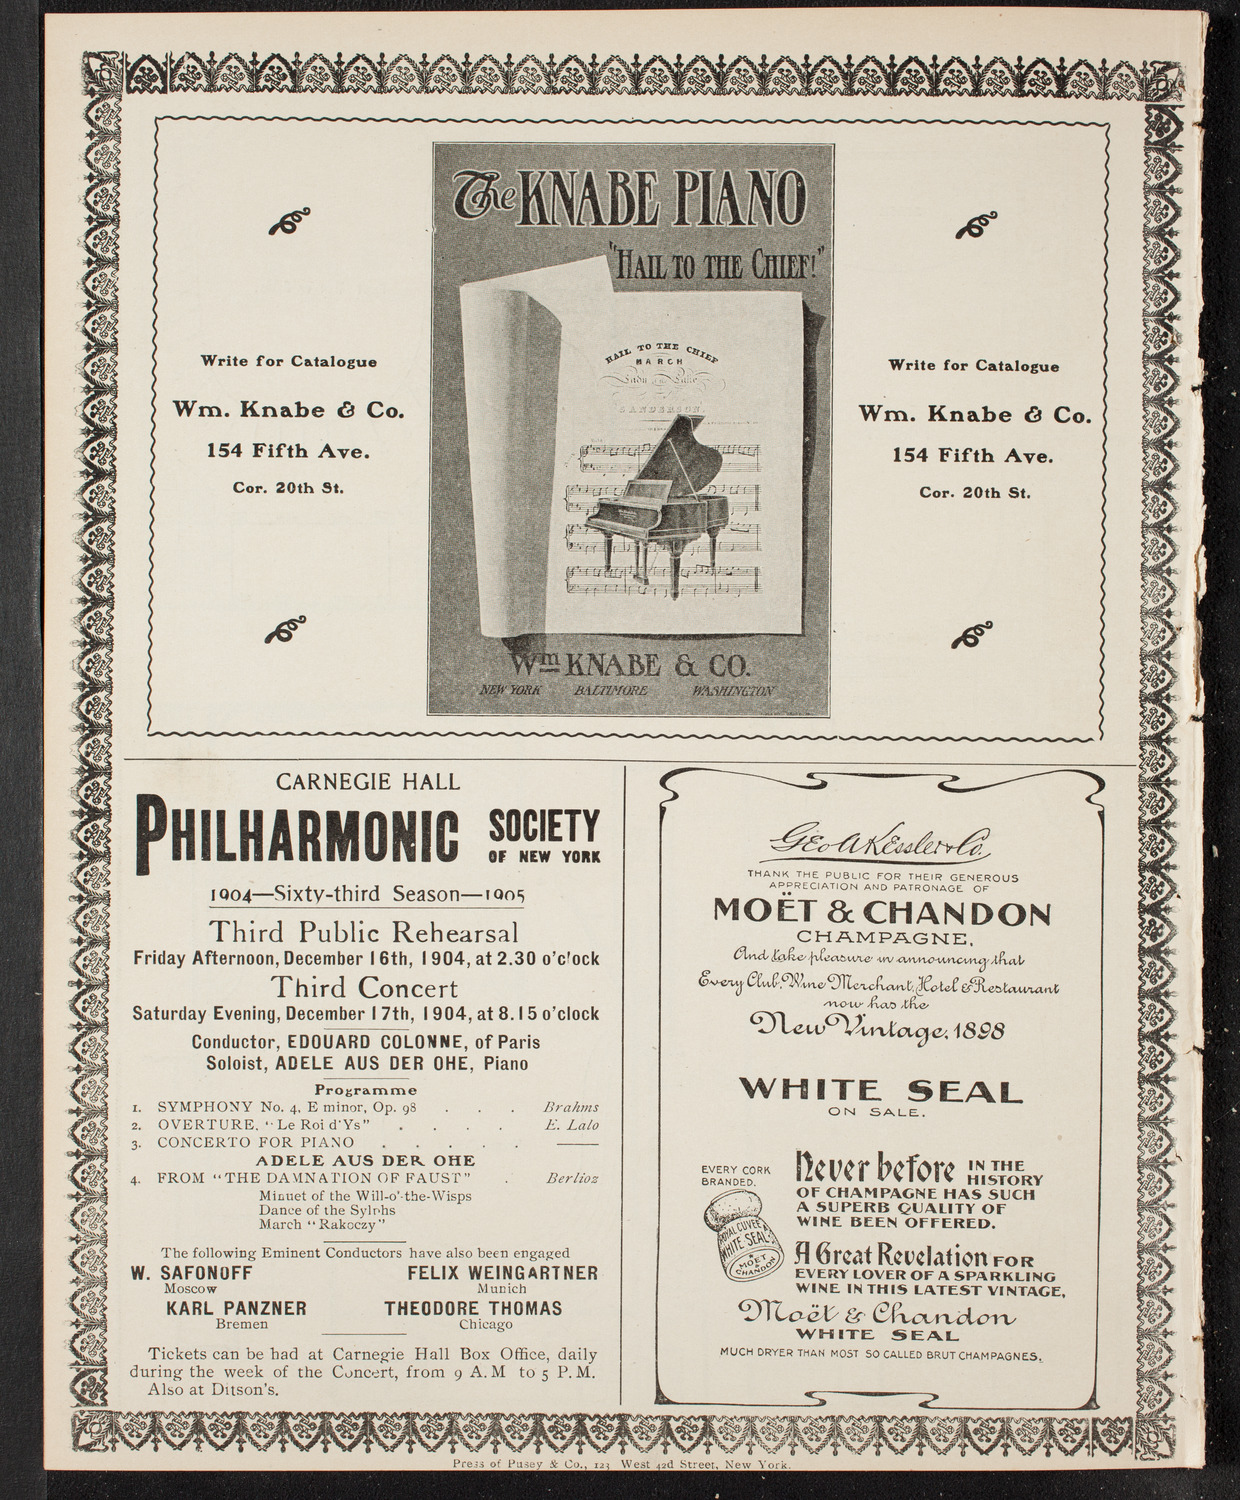 The KNABE PIANO
"HAIL TO THE CHIEF!"
HAIL TO THE CHIEF
MARCH
Lady of the Lake
SANDERSON.
Wm KNABE & CO.
NEW YORK BALTIMORE WASHINGTON
Write for Catalogue
Wm. Knabe & Co.
154 Fifth Ave.
Cor. 20th St.
Write for Catalogue
Wm. Knabe & Co.
154 Fifth Ave.
Cor. 20th St.
CARNEGIE HALL
PHILHARMONIC SOCIETY
OF NEW YORK
1904—Sixty-third Season—1905
Third Public Rehearsal
Friday Afternoon, December 16th, 1904, at 2.30 o'clock
Third Concert
Saturday Evening, December 17th, 1904, at 8.15 o'clock
Conductor, EDOUARD COLONNE, of Paris
Soloist, ADELE AUS DER OHE, Piano
Programme
1. SYMPHONY No. 4, E minor, Op. 98 . . . Brahms
2. OVERTURE, "Le Roi d'Ys" . . . . E. Lalo
3. CONCERTO FOR PIANO . . . . . ——
ADELE AUS DER OHE
4. FROM "THE DAMNATION OF FAUST" . Berlioz
Minuet of the Will-o'-the-Wisps
Dance of the Sylphs
March "Rakoczy"
The following Eminent Conductors have also been engaged
W. SAFONOFF FELIX WEINGARTNER
Moscow Munich
KARL PANZNER THEODORE THOMAS
Bremen Chicago
Tickets can be had at Carnegie Hall Box Office, daily
during the week of the Concert, from 9 A.M to 5 P.M.
Also at Ditson's.
Geo A Kessler & Co.
THANK THE PUBLIC FOR THEIR GENEROUS
APPRECIATION AND PATRONAGE OF
MOËT & CHANDON
CHAMPAGNE,
And take pleasure in announcing that
Every Club, Wine Merchant, Hotel & Restaurant
now has the
New Vintage, 1898
WHITE SEAL
ON SALE.
EVERY CORK
BRANDED.
ROYAL CUVEE
WHITE SEAL
MOET
CHANDON
Never before IN THE
HISTORY
OF CHAMPAGNE HAS SUCH
A SUPERB QUALITY OF
WINE BEEN OFFERED.
A Great Revelation FOR
EVERY LOVER OF A SPARKLING
WINE IN THIS LATEST VINTAGE,
Moët & Chandon
WHITE SEAL
MUCH DRYER THAN MOST SO CALLED BRUT CHAMPAGNES.
Press of Pusey & Co., 123 West 42d Street, New York.